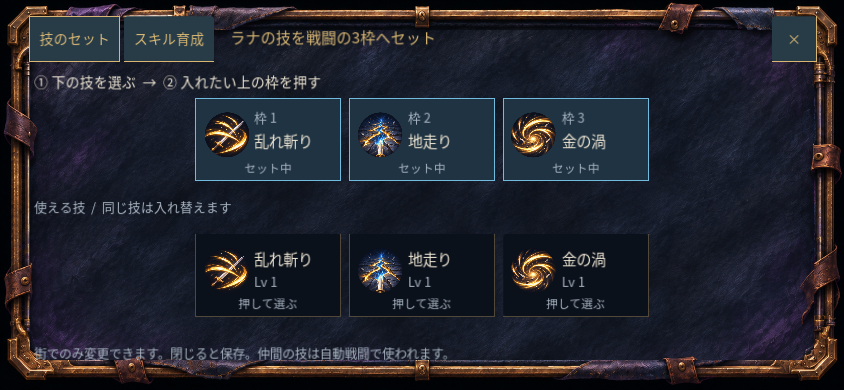 技のセット スキル育成 ラナの技を戦闘の3枠へセット ×
① 下の技を選ぶ → ② 入れたい上の枠を押す
枠 1 枠 2 枠 3
乱れ斬り 地走り 金の渦
セット中 セット中 セット中
使える技 / 同じ技は入れ替えます
乱れ斬り 地走り 金の渦
Lv 1 Lv 1 Lv 1
押して選ぶ 押して選ぶ 押して選ぶ
街でのみ変更できます。閉じると保存。仲間の技は自動戦闘で使われます。